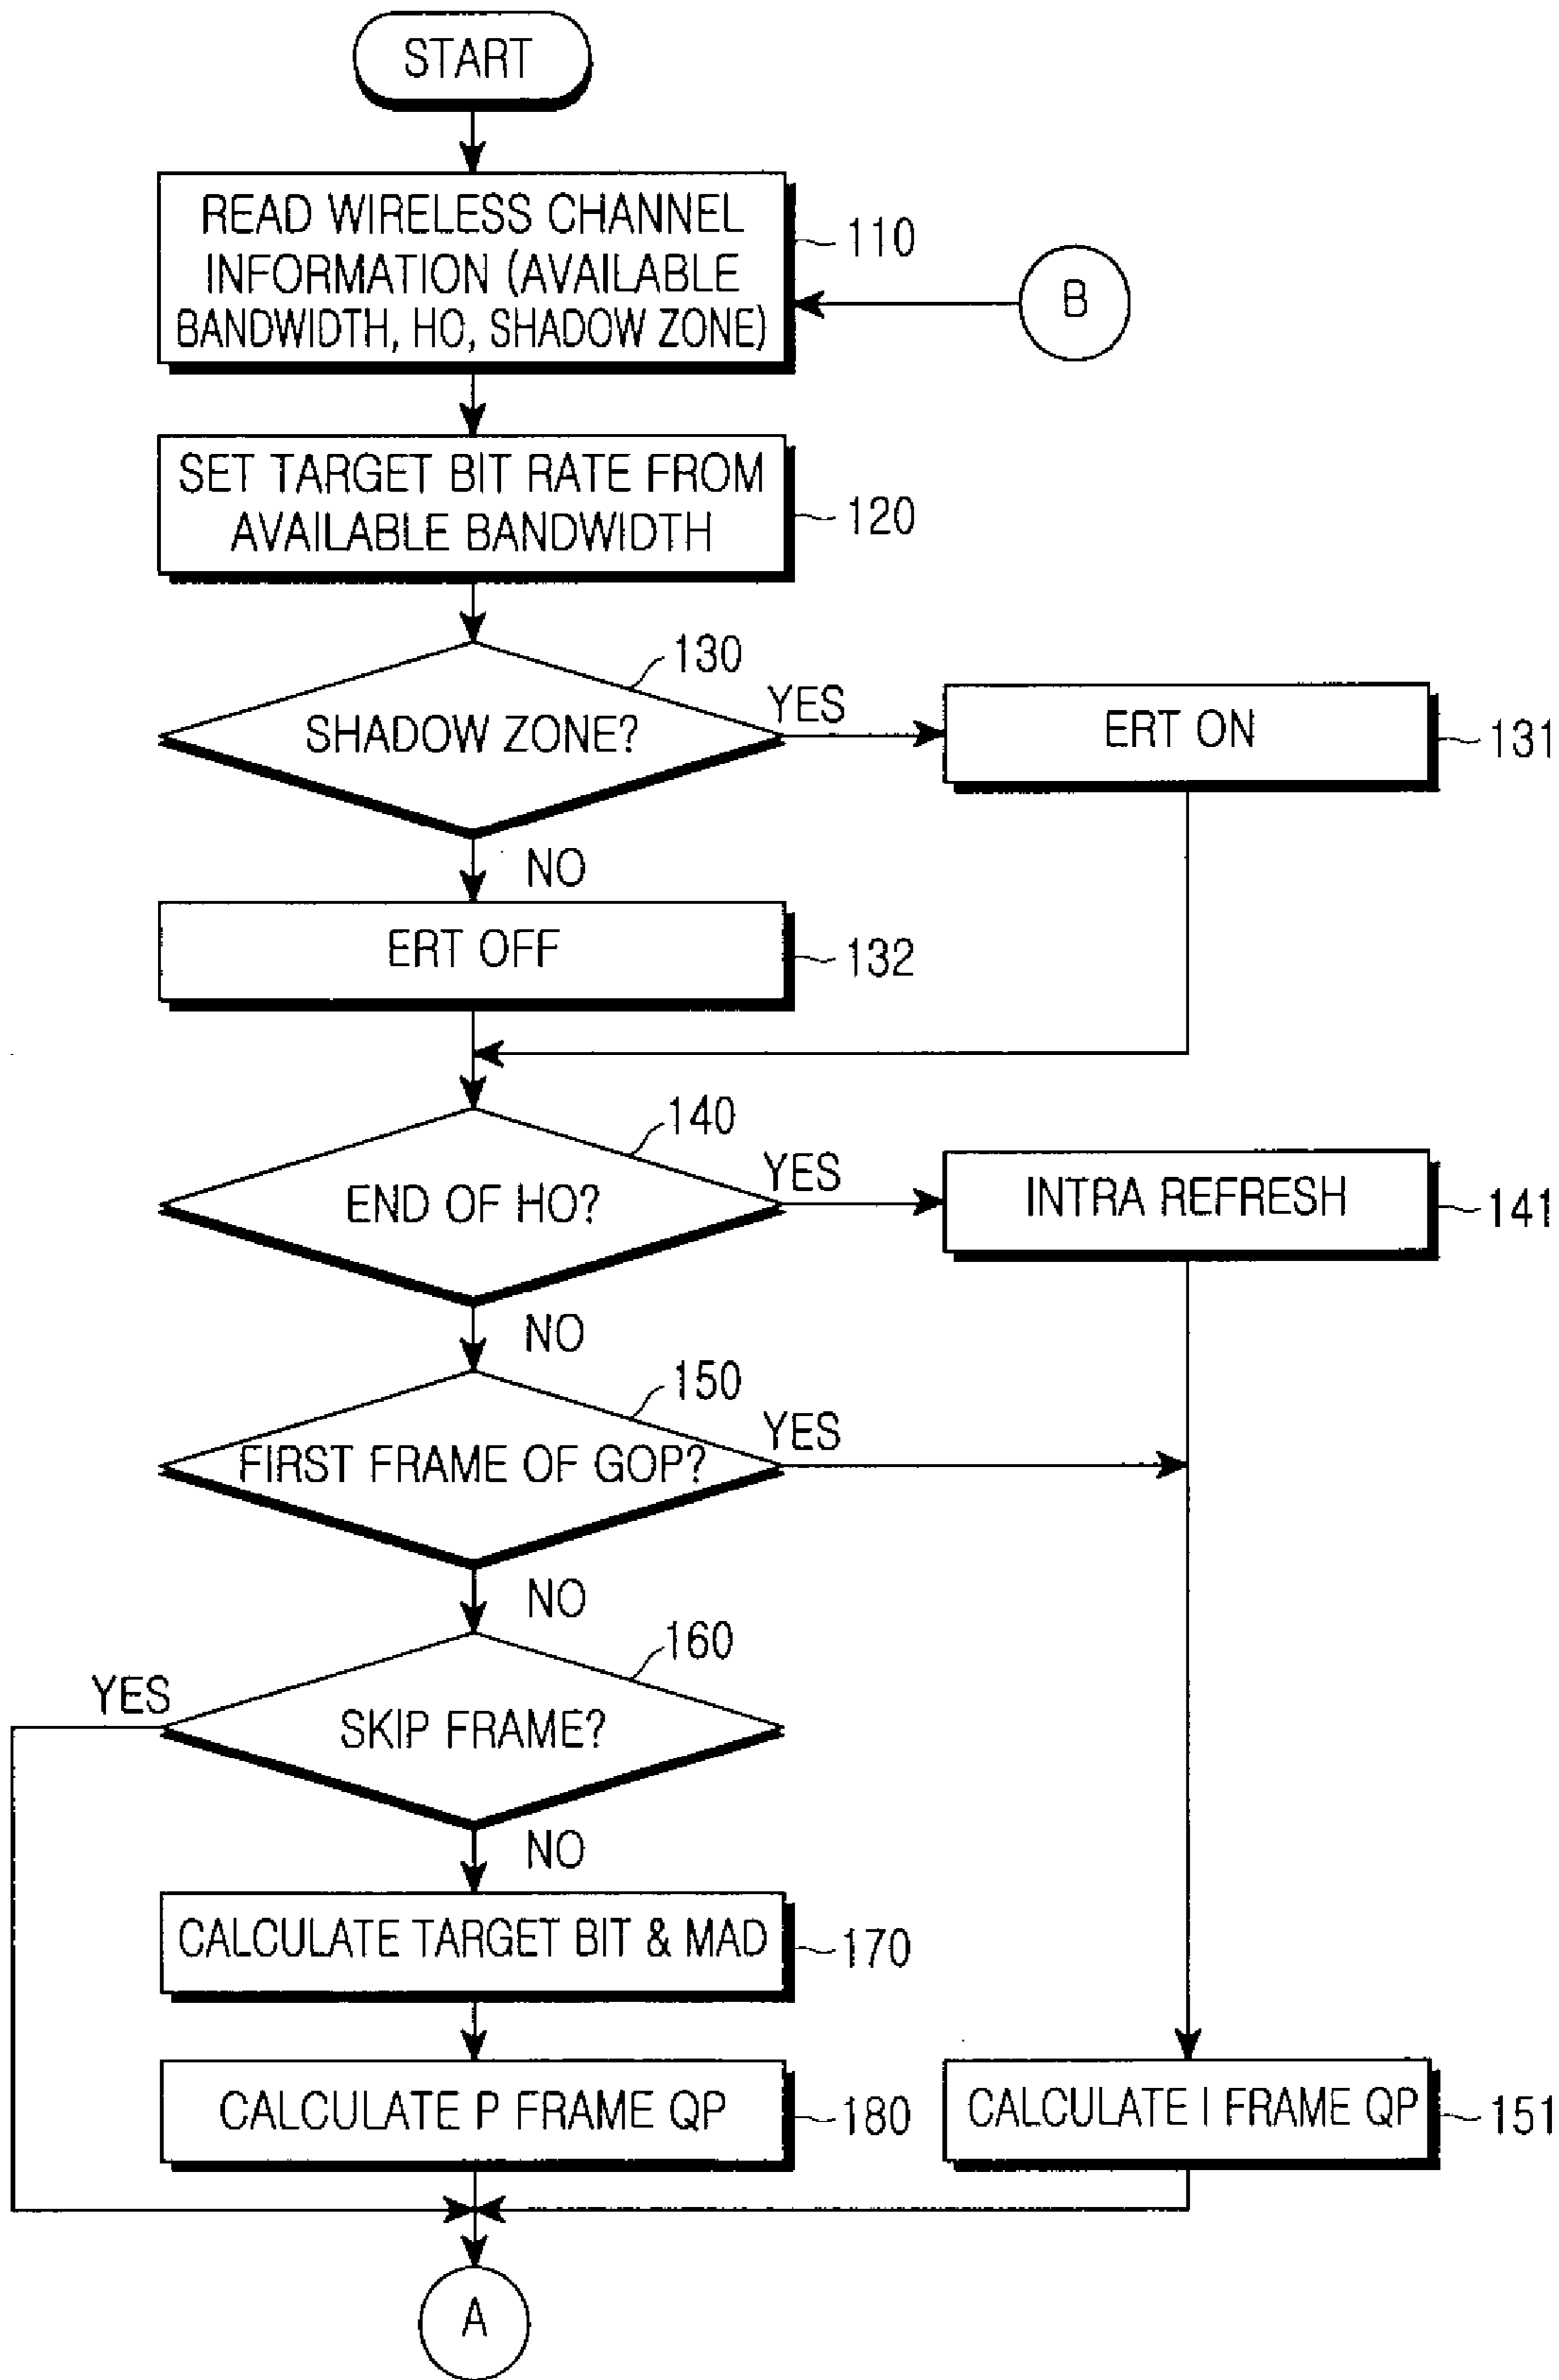 START
READ WIRELESS CHANNEL
INFORMATION (AVAILABLE
BANDWIDTH, HO, SHADOW ZONE)
110
B
SET TARGET BIT RATE FROM
AVAILABLE BANDWIDTH
120
130
SHADOW ZONE?
YES
ERT ON
131
NO
ERT OFF
132
140
END OF HO?
YES
INTRA REFRESH
141
NO
150
FIRST FRAME OF GOP?
YES
NO
160
YES
SKIP FRAME?
NO
CALCULATE TARGET BIT & MAD
170
CALCULATE P FRAME QP
180
CALCULATE I FRAME QP
151
A